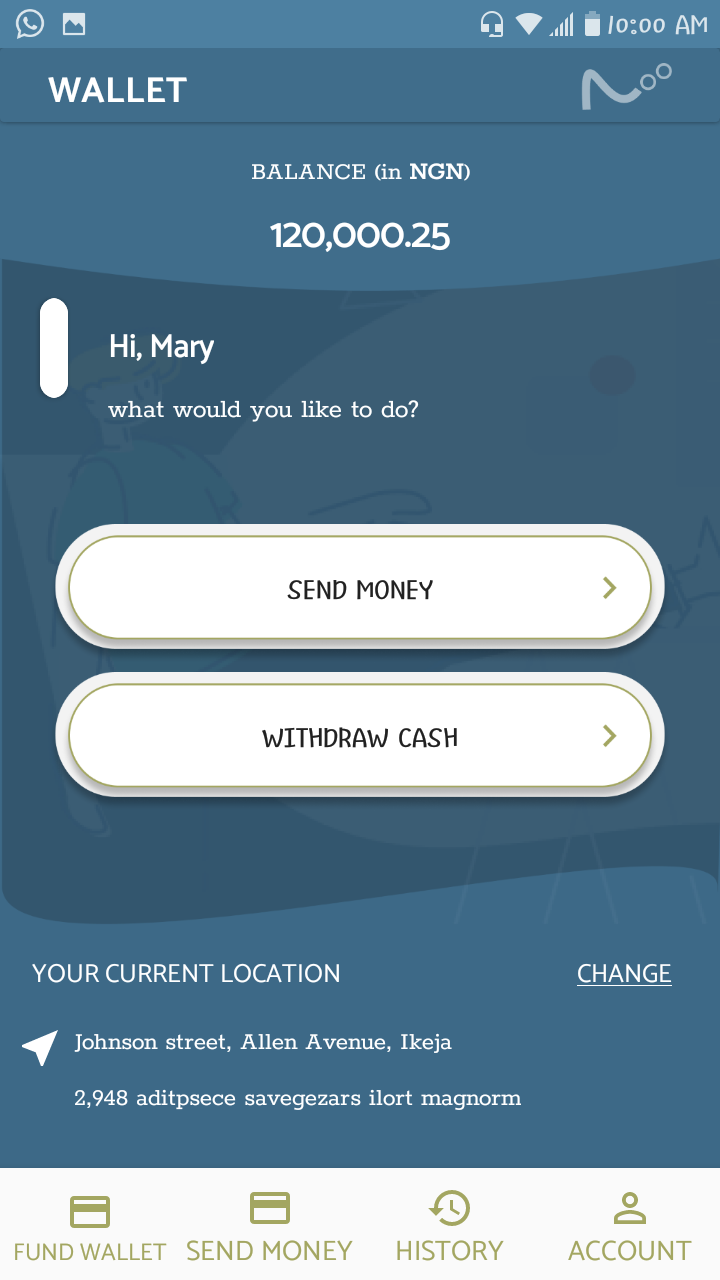 10:00 AM
WALLET
BALANCE (in NGN)
120,000.25
Hi, Mary
what would you like to do?
SEND MONEY
WITHDRAW CASH
YOUR CURRENT LOCATION
CHANGE
Johnson street, Allen Avenue, Ikeja
2,948 aditpsece savegezars ilort magnorm
FUND WALLET
SEND MONEY
HISTORY
ACCOUNT